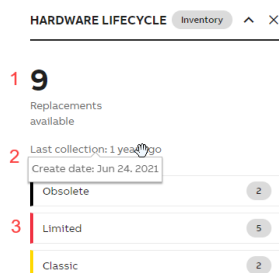 HARDWARE LIFECYCLE Inventory
1 9
Replacements
available
2 Last collection: 1 year ago
Create date: Jun 24, 2021
Obsolete 2
3 Limited 5
Classic 2